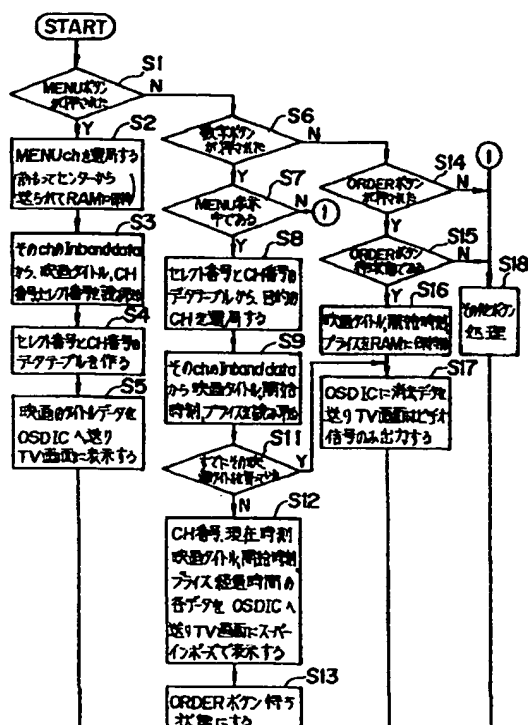 START
S1
MENUボタン
が押された
Y
N
S2
MENUchを選局する
センターから
送られてRAMに
S3
そのchのInbanddata
から、映画タイトル、CH
番号、セレクト番号を
S4
セレクト番号とCH番号の
データテーブルを作る
S5
映画のタイトルデータを
OSDICへ送り
TV画面に表示する
S6
数字ボタン
が押された
Y
N
S7
MENU表示
中である
Y
N
1
S8
セレクト番号とCH番号の
データテーブルから、目的の
CHを選局する
S9
そのchのInbanddata
から映画タイトル、開始
時刻、プライスを読み取る
S11
すでにその映
画タイトルを買っている
Y
N
S12
CH番号、現在時刻
映画タイトル、開始時刻
プライス経過時間の
各データをOSDICへ
送りTV画面にスーパー
インポーズで表示する
S13
ORDERボタン待ち
状態にする
S14
ORDERボタン
が押された
Y
N
1
S15
ORDERボタン
待ち状態である
Y
N
S16
映画タイトル、開始時刻
プライスをRAMに
S17
OSDICに消去データを
送りTV画面はビデオ
信号のみ出力する
S18
その他ボタン
処理